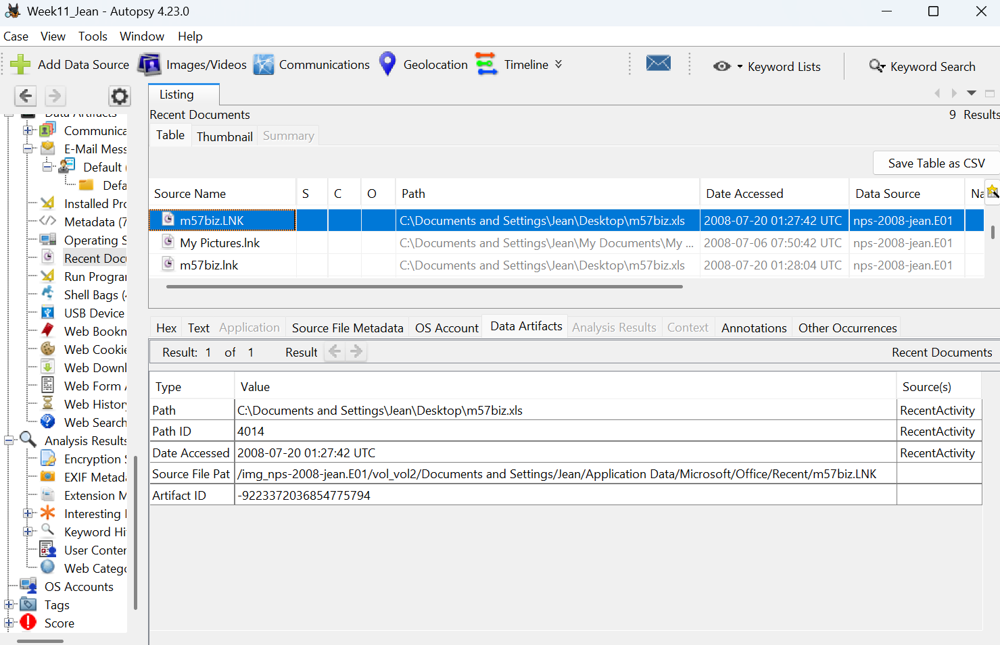 Week11_Jean - Autopsy 4.23.0
Case View Tools Window Help
Add Data Source Images/Videos Communications Geolocation Timeline Keyword Lists Keyword Search
Listing
Data Artifacts
Recent Documents 9 Results
Communica
Table Thumbnail Summary
E-Mail Mess
Save Table as CSV
Default (
Defa
Source Name S C O Path Date Accessed Data Source Na
Installed Pro
m57biz.LNK C:\Documents and Settings\Jean\Desktop\m57biz.xls 2008-07-20 01:27:42 UTC nps-2008-jean.E01
Metadata (7
My Pictures.lnk C:\Documents and Settings\Jean\My Documents\My ... 2008-07-06 07:50:42 UTC nps-2008-jean.E01
Operating S
m57biz.lnk C:\Documents and Settings\Jean\Desktop\m57biz.xls 2008-07-20 01:28:04 UTC nps-2008-jean.E01
Recent Docu
Run Program
Shell Bags (4
USB Device
Web Bookn
Web Cookie
Web Downl
Web Form A
Web History
Web Search
Analysis Results
Encryption S
EXIF Metada
Extension M
Interesting I
Keyword Hi
User Conter
Web Catego
OS Accounts
Tags
Score
Hex Text Application Source File Metadata OS Account Data Artifacts Analysis Results Context Annotations Other Occurrences
Result: 1 of 1 Result Recent Documents
Type Value Source(s)
Path C:\Documents and Settings\Jean\Desktop\m57biz.xls RecentActivity
Path ID 4014 RecentActivity
Date Accessed 2008-07-20 01:27:42 UTC RecentActivity
Source File Pat /img_nps-2008-jean.E01/vol_vol2/Documents and Settings/Jean/Application Data/Microsoft/Office/Recent/m57biz.LNK
Artifact ID -9223372036854775794